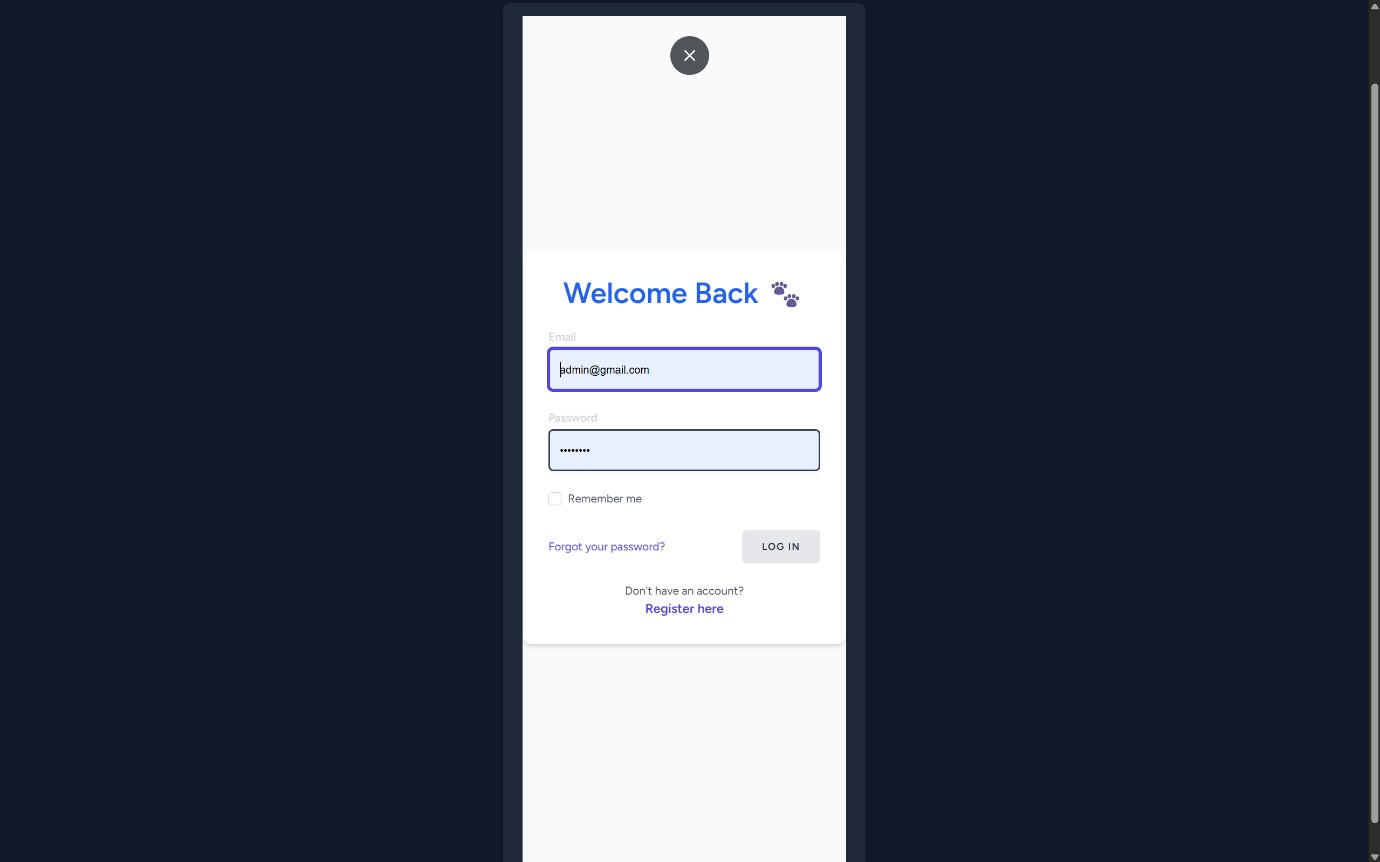 Welcome Back
Email
admin@gmail.com
Password
••••••••
Remember me
Forgot your password?
LOG IN
Don't have an account?
Register here